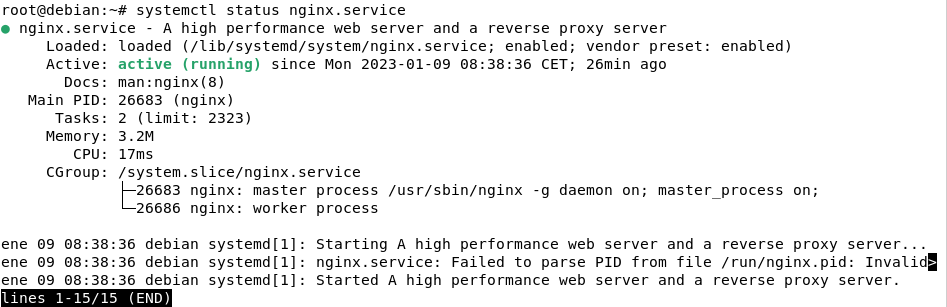 root@debian:~# systemctl status nginx.service
● nginx.service - A high performance web server and a reverse proxy server
     Loaded: loaded (/lib/systemd/system/nginx.service; enabled; vendor preset: enabled)
     Active: active (running) since Mon 2023-01-09 08:38:36 CET; 26min ago
       Docs: man:nginx(8)
   Main PID: 26683 (nginx)
      Tasks: 2 (limit: 2323)
     Memory: 3.2M
        CPU: 17ms
     CGroup: /system.slice/nginx.service
             ├─26683 nginx: master process /usr/sbin/nginx -g daemon on; master_process on;
             └─26686 nginx: worker process

ene 09 08:38:36 debian systemd[1]: Starting A high performance web server and a reverse proxy server...
ene 09 08:38:36 debian systemd[1]: nginx.service: Failed to parse PID from file /run/nginx.pid: Invalid>
ene 09 08:38:36 debian systemd[1]: Started A high performance web server and a reverse proxy server.
lines 1-15/15 (END)